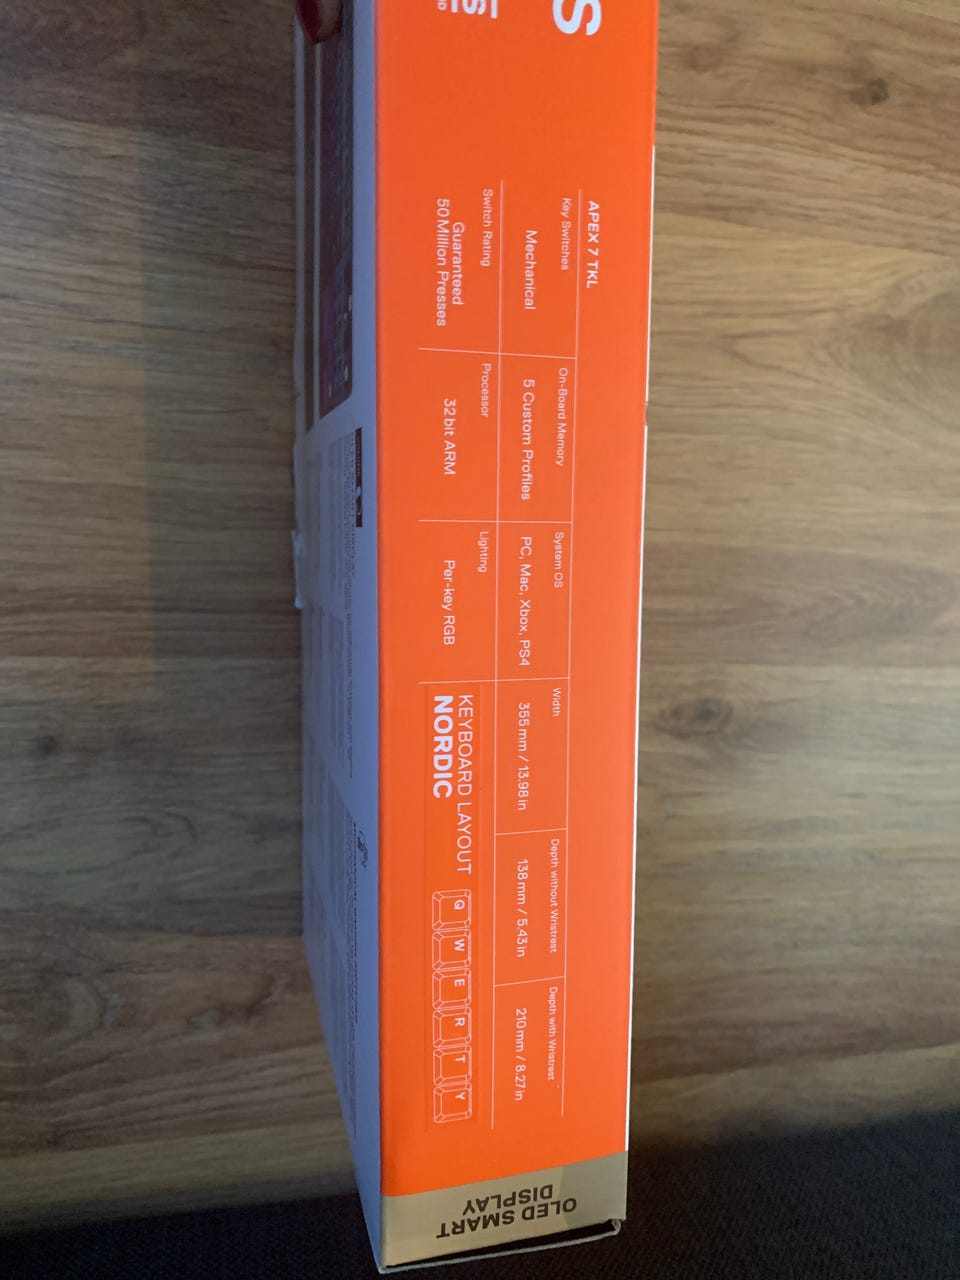 S
APEX 7 TKL
Key Switches
Mechanical
On-Board Memory
5 Custom Profiles
System OS
PC, Mac, Xbox, PS4
Width
355 mm / 13.98 in
Depth without Wristrest
138 mm / 5.43 in
Depth with Wristrest
210 mm / 8.27 in
Switch Rating
Guaranteed
50 Million Presses
Processor
32 bit ARM
Lighting
Per-key RGB
KEYBOARD LAYOUT
NORDIC
Q W E R T Y
OLED SMART
DISPLAY